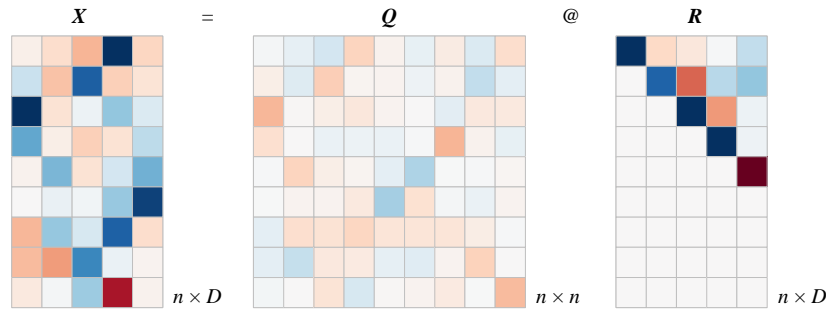 X = Q @ R
n × D n × n n × D